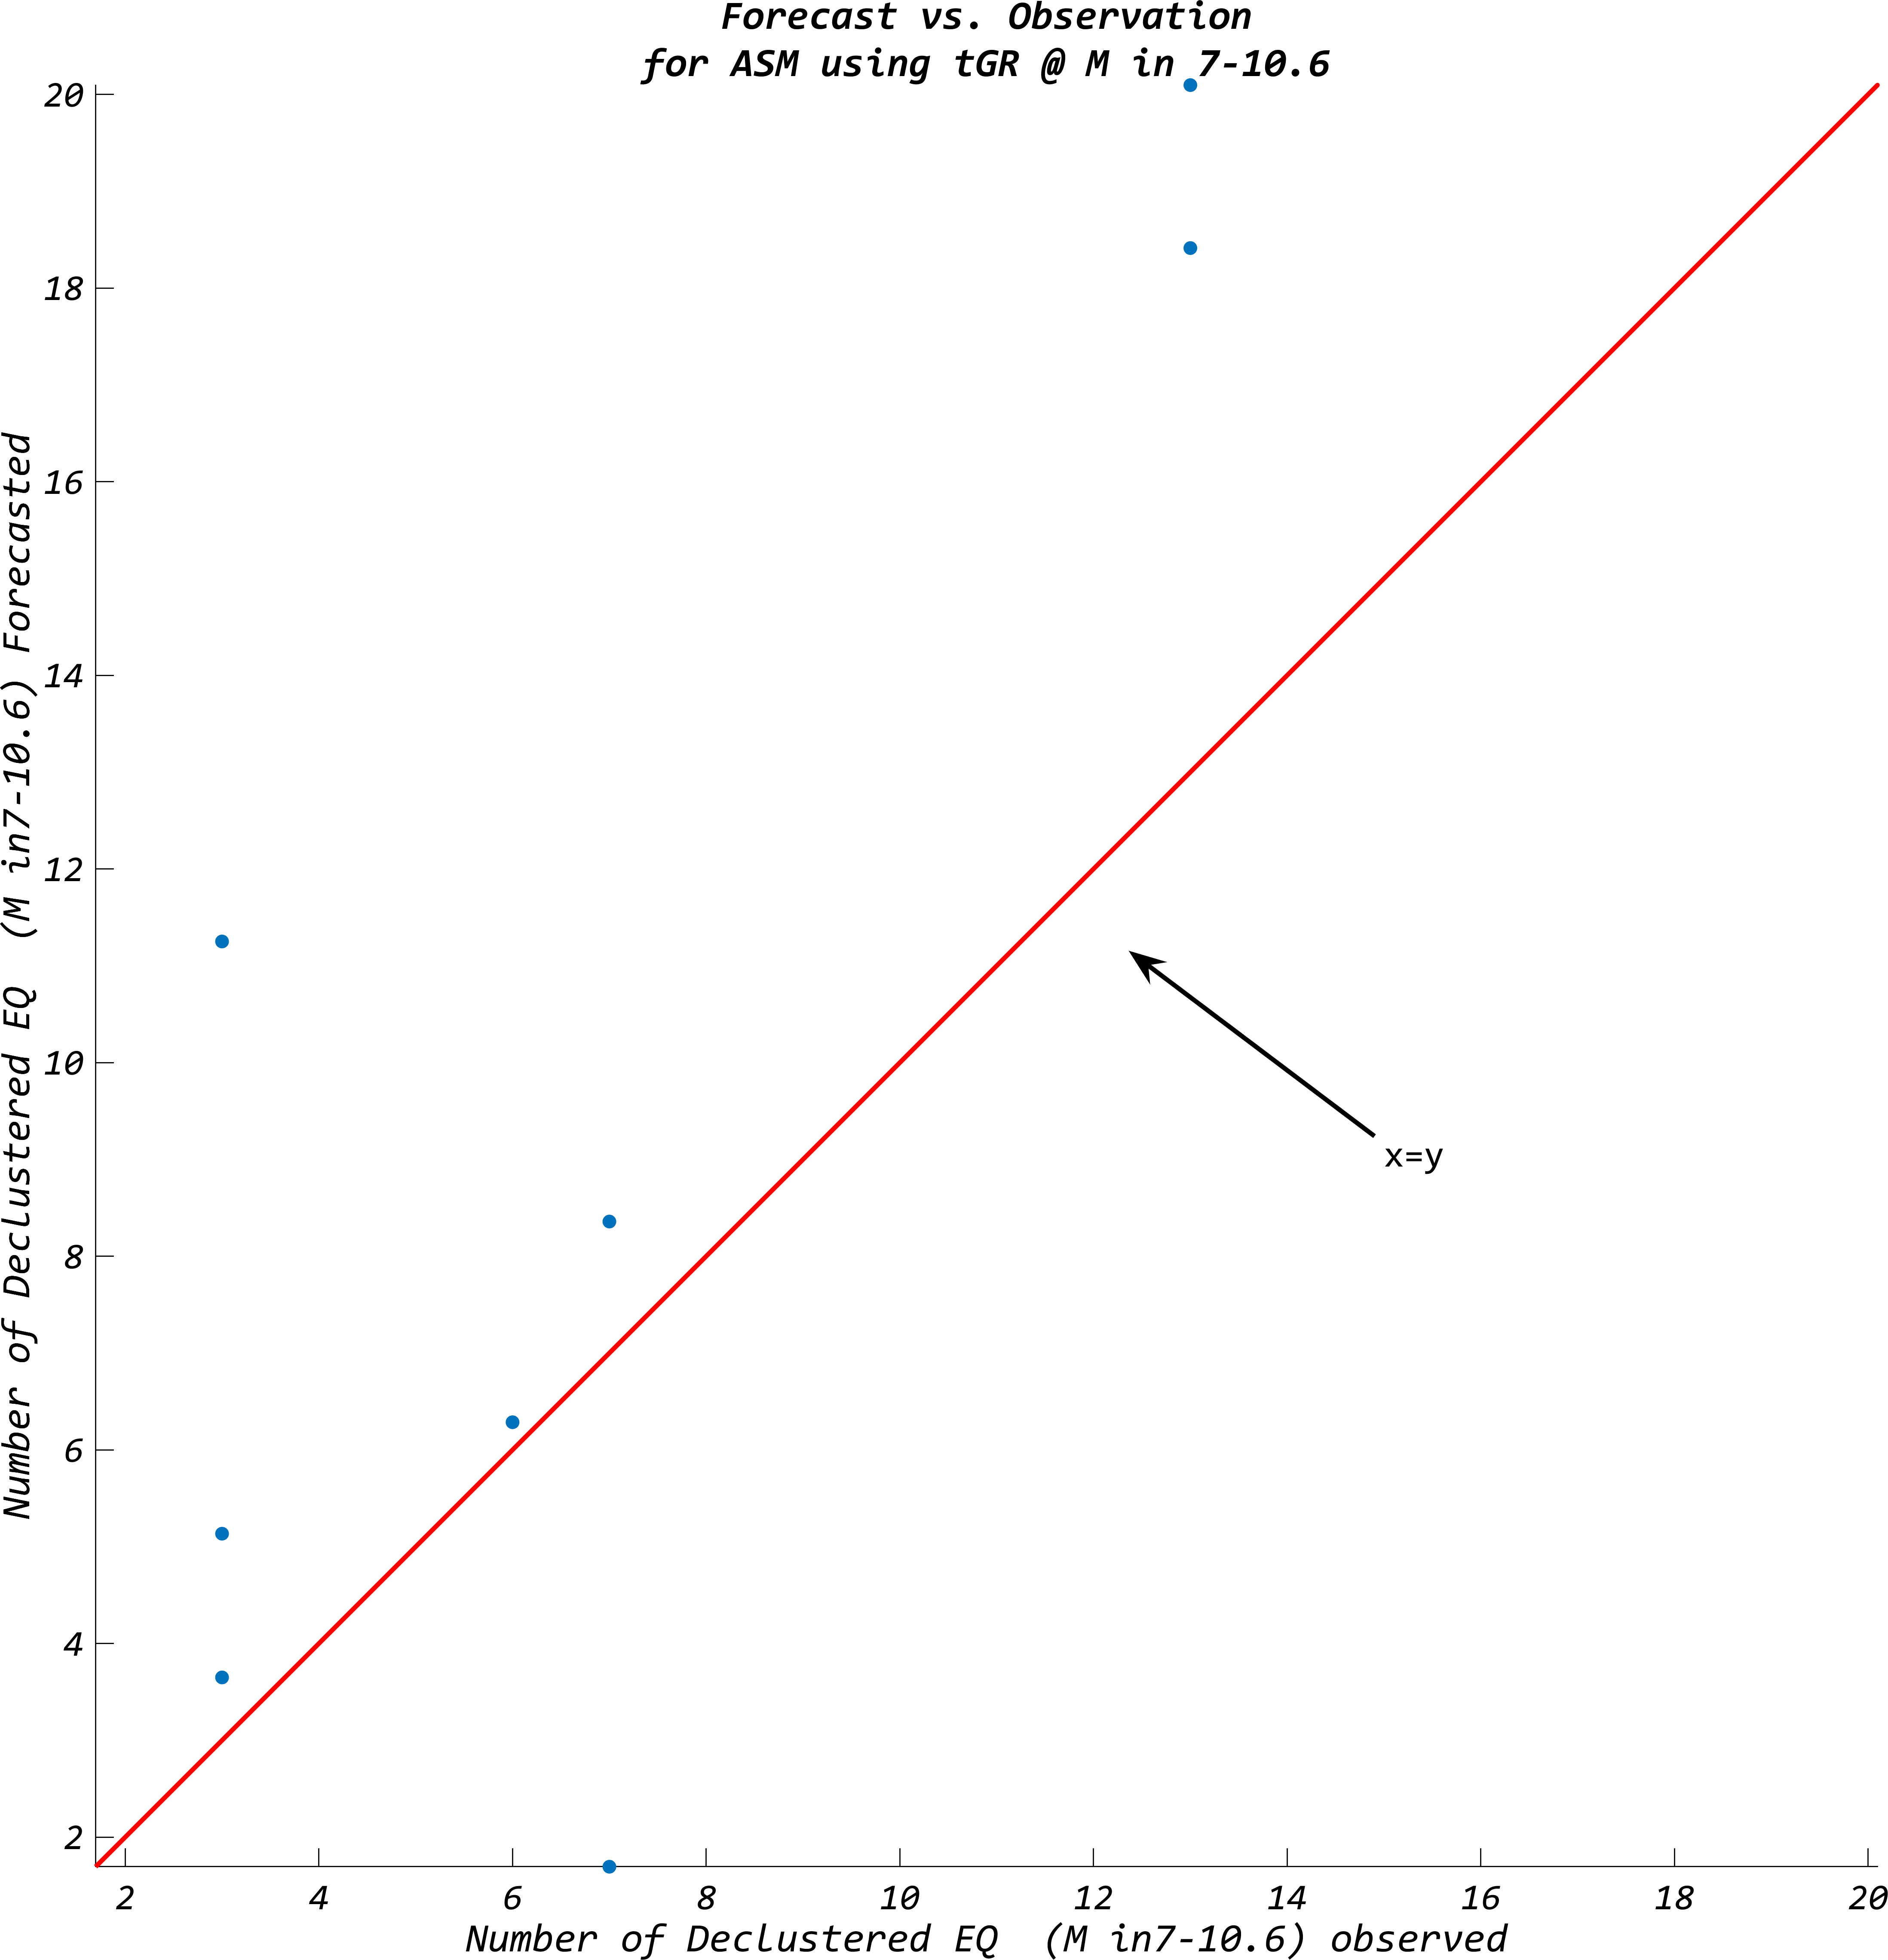 Forecast vs. Observation
for ASM using tGR @ M in 7-10.6
20
18
16
14
12
10
8
6
4
2
Number of Declustered EQ  (M in7-10.6) Forecasted
x=y
2 4 6 8 10 12 14 16 18 20
Number of Declustered EQ  (M in7-10.6) observed